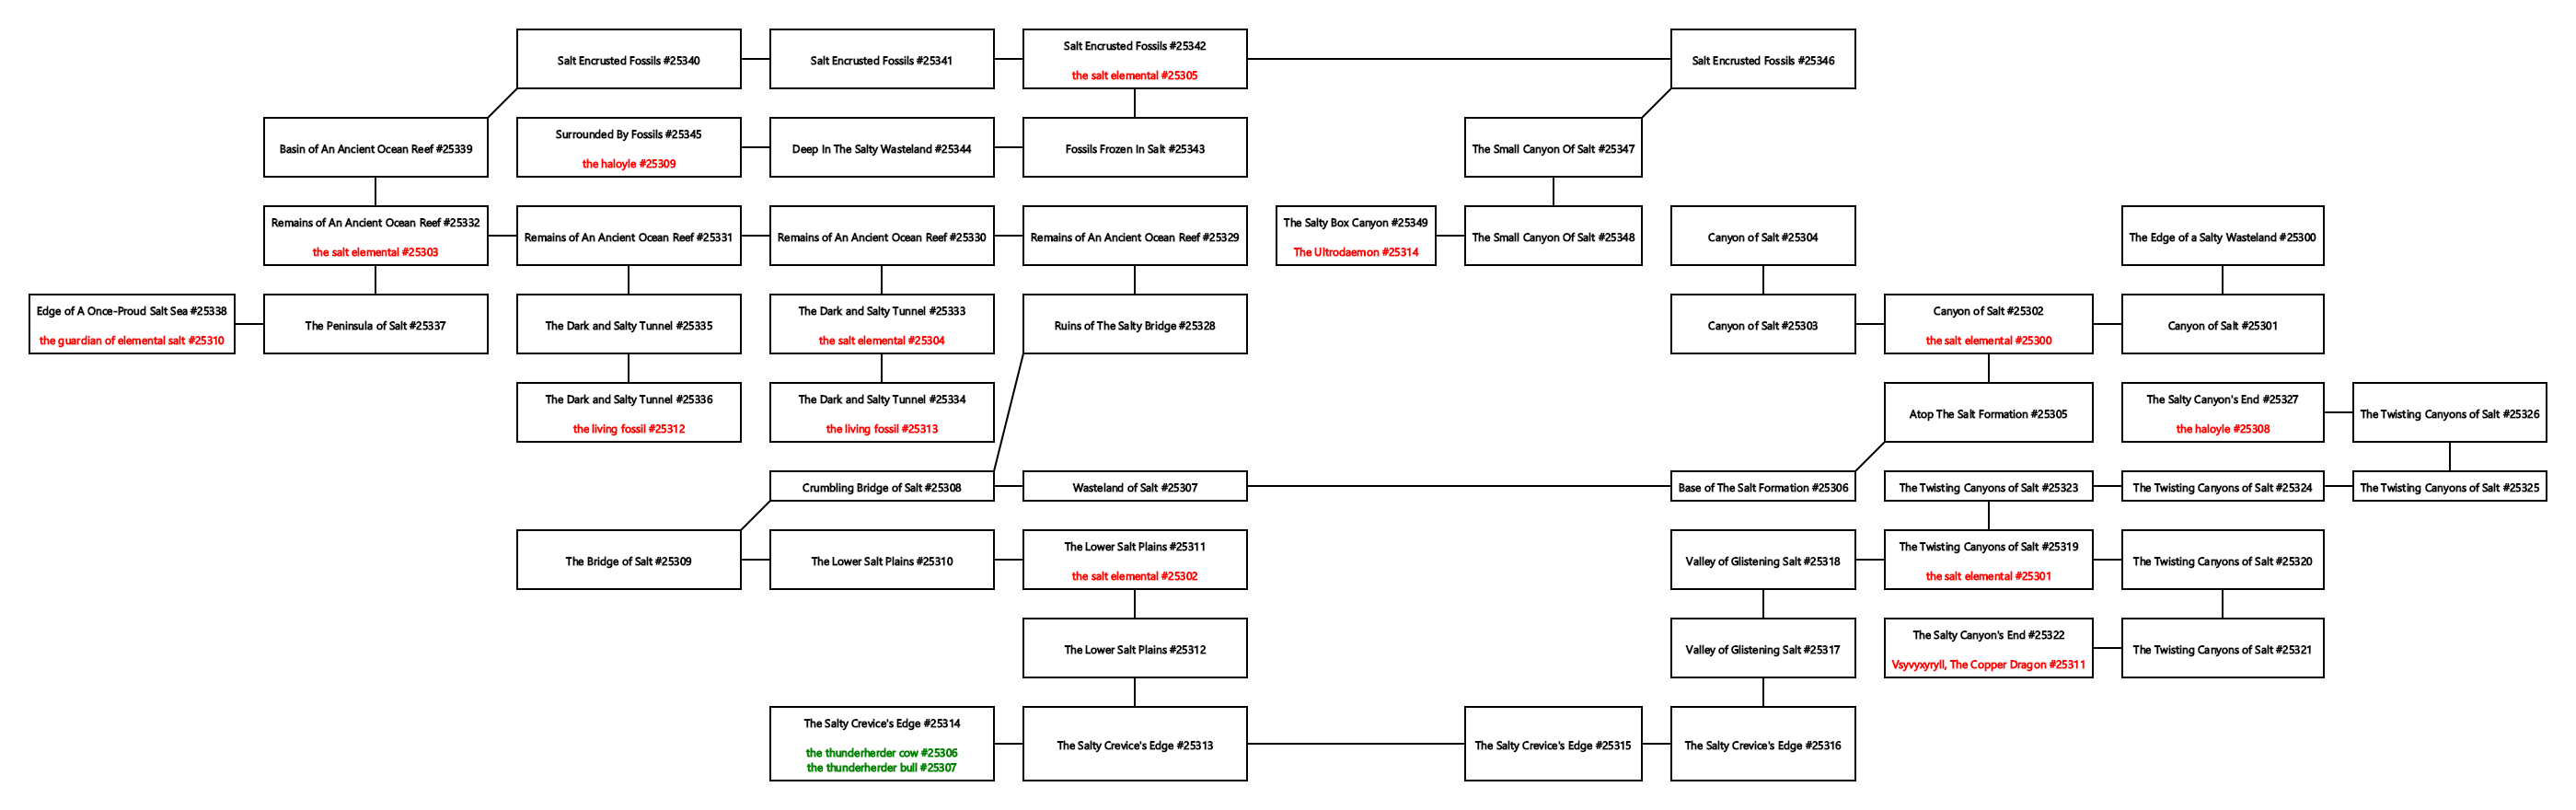 Salt Encrusted Fossils #25340
Salt Encrusted Fossils #25341
Salt Encrusted Fossils #25342
the salt elemental #25305
Salt Encrusted Fossils #25346
Basin of An Ancient Ocean Reef #25339
Surrounded By Fossils #25345
the haloyle #25309
Deep In The Salty Wasteland #25344
Fossils Frozen In Salt #25343
The Small Canyon Of Salt #25347
Remains of An Ancient Ocean Reef #25332
the salt elemental #25303
Remains of An Ancient Ocean Reef #25331
Remains of An Ancient Ocean Reef #25330
Remains of An Ancient Ocean Reef #25329
The Salty Box Canyon #25349
The Ultrodaemon #25314
The Small Canyon Of Salt #25348
Canyon of Salt #25304
The Edge of a Salty Wasteland #25300
Edge of A Once-Proud Salt Sea #25338
the guardian of elemental salt #25310
The Peninsula of Salt #25337
The Dark and Salty Tunnel #25335
The Dark and Salty Tunnel #25333
the salt elemental #25304
Ruins of The Salty Bridge #25328
Canyon of Salt #25303
Canyon of Salt #25302
the salt elemental #25300
Canyon of Salt #25301
The Dark and Salty Tunnel #25336
the living fossil #25312
The Dark and Salty Tunnel #25334
the living fossil #25313
Atop The Salt Formation #25305
The Salty Canyon's End #25327
the haloyle #25308
The Twisting Canyons of Salt #25326
Crumbling Bridge of Salt #25308
Wasteland of Salt #25307
Base of The Salt Formation #25306
The Twisting Canyons of Salt #25323
The Twisting Canyons of Salt #25324
The Twisting Canyons of Salt #25325
The Bridge of Salt #25309
The Lower Salt Plains #25310
The Lower Salt Plains #25311
the salt elemental #25302
Valley of Glistening Salt #25318
The Twisting Canyons of Salt #25319
the salt elemental #25301
The Twisting Canyons of Salt #25320
The Lower Salt Plains #25312
Valley of Glistening Salt #25317
The Salty Canyon's End #25322
Vsyvyxyryll, The Copper Dragon #25311
The Twisting Canyons of Salt #25321
The Salty Crevice's Edge #25314
the thunderherder cow #25306
the thunderherder bull #25307
The Salty Crevice's Edge #25313
The Salty Crevice's Edge #25315
The Salty Crevice's Edge #25316